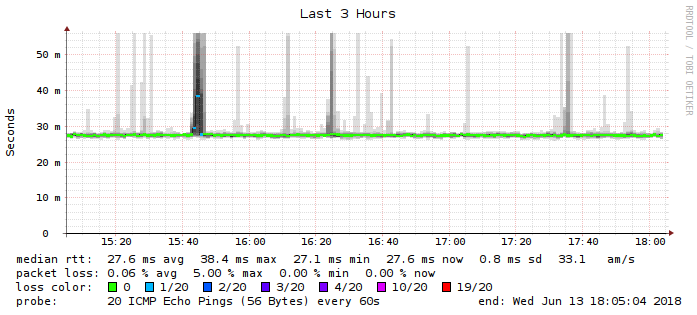 Last 3 Hours
RRDTOOL / TOBI OETIKER
Seconds
50 m
40 m
30 m
20 m
10 m
0
15:20 15:40 16:00 16:20 16:40 17:00 17:20 17:40 18:00
median rtt: 27.6 ms avg 38.4 ms max 27.1 ms min 27.6 ms now 0.8 ms sd 33.1 am/s
packet loss: 0.06 % avg 5.00 % max 0.00 % min 0.00 % now
loss color: 0 1/20 2/20 3/20 4/20 10/20 19/20
probe: 20 ICMP Echo Pings (56 Bytes) every 60s end: Wed Jun 13 18:05:04 2018